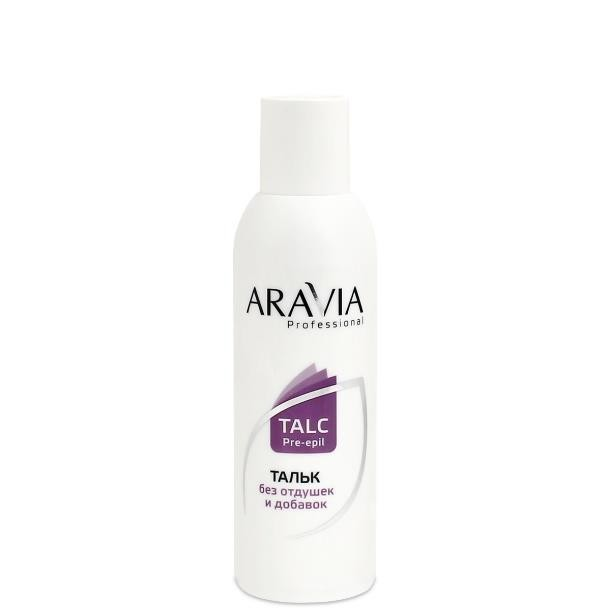 ARAVIA
Professional
TALC
Pre-epil
ТАЛЬК
без отдушек
и добавок